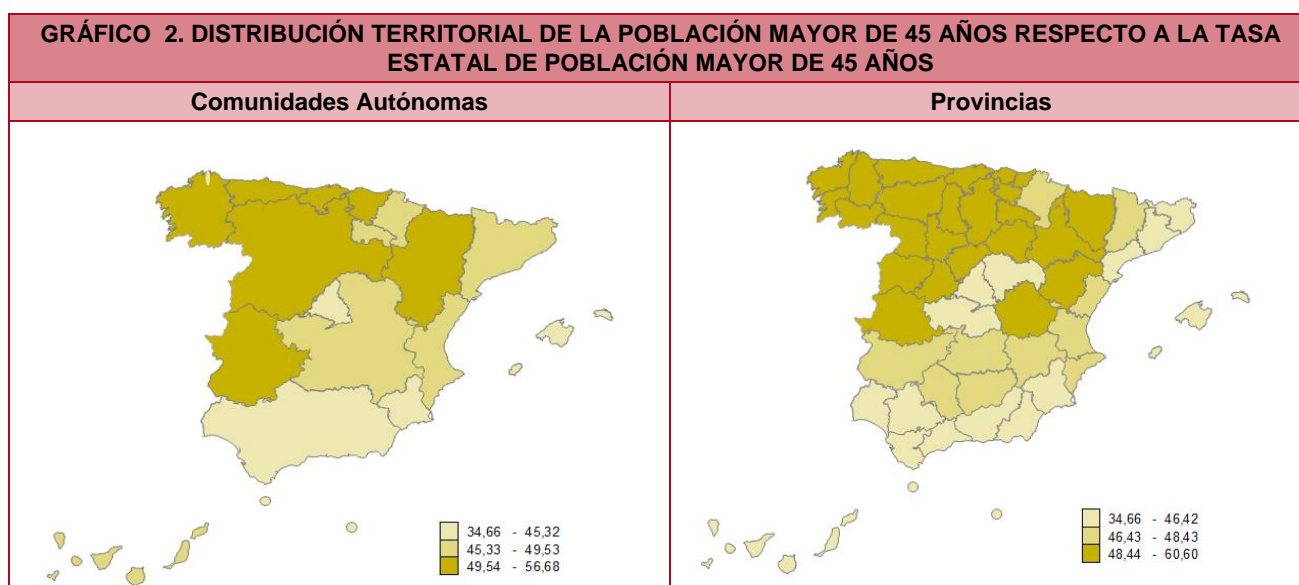 GRÁFICO 2. DISTRIBUCIÓN TERRITORIAL DE LA POBLACIÓN MAYOR DE 45 AÑOS RESPECTO A LA TASA
ESTATAL DE POBLACIÓN MAYOR DE 45 AÑOS
Comunidades Autónomas
Provincias
34,66 - 45,32
45,33 - 49,53
49,54 - 56,68
34,66 - 46,42
46,43 - 48,43
48,44 - 60,60